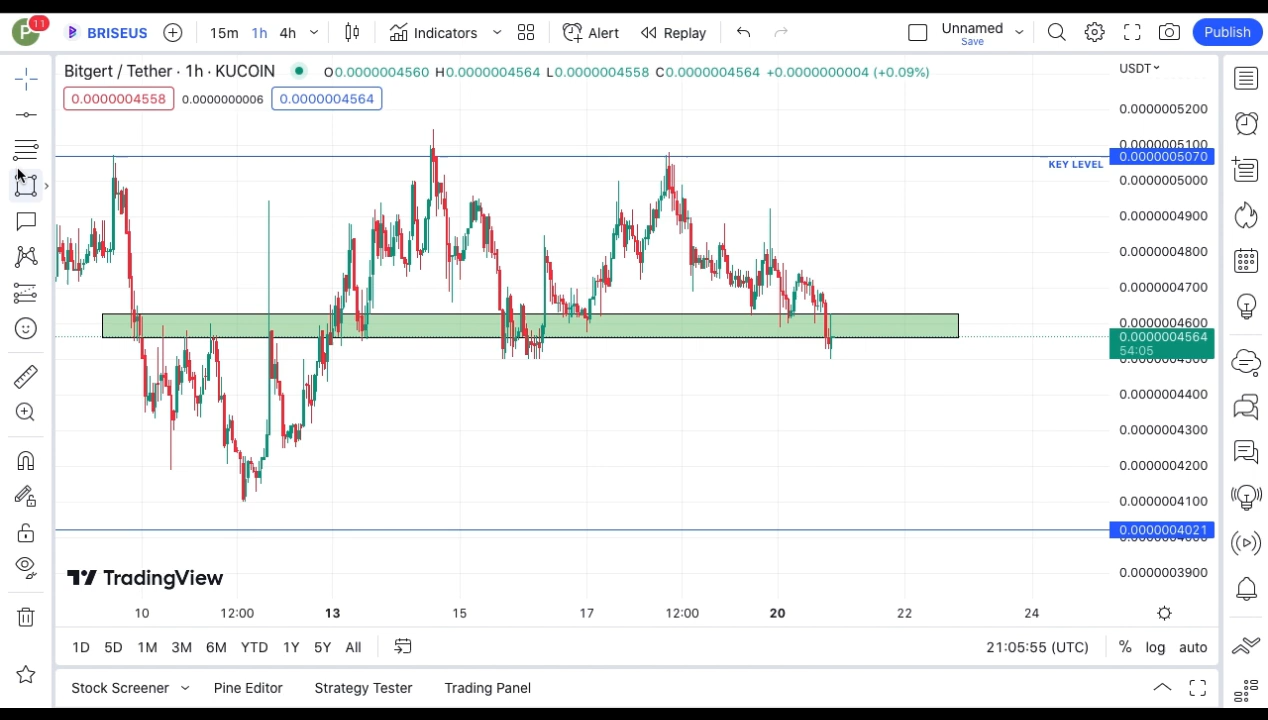 P 11 BRISEUS 15m 1h 4h Indicators Alert Replay Unnamed Save Publish
Bitgert / Tether · 1h · KUCOIN O0.0000004560 H0.0000004564 L0.0000004558 C0.0000004564 +0.0000000004 (+0.09%) USDT
0.0000004558 0.0000000006 0.0000004564
0.0000005200
0.0000005100
0.0000005070
KEY LEVEL
0.0000005000
0.0000004900
0.0000004800
0.0000004700
0.0000004600
0.0000004564
54:05
0.0000004400
0.0000004300
0.0000004200
0.0000004100
0.0000004021
0.0000003900
TradingView
10 12:00 13 15 17 12:00 20 22 24
1D 5D 1M 3M 6M YTD 1Y 5Y All 21:05:55 (UTC) % log auto
Stock Screener Pine Editor Strategy Tester Trading Panel